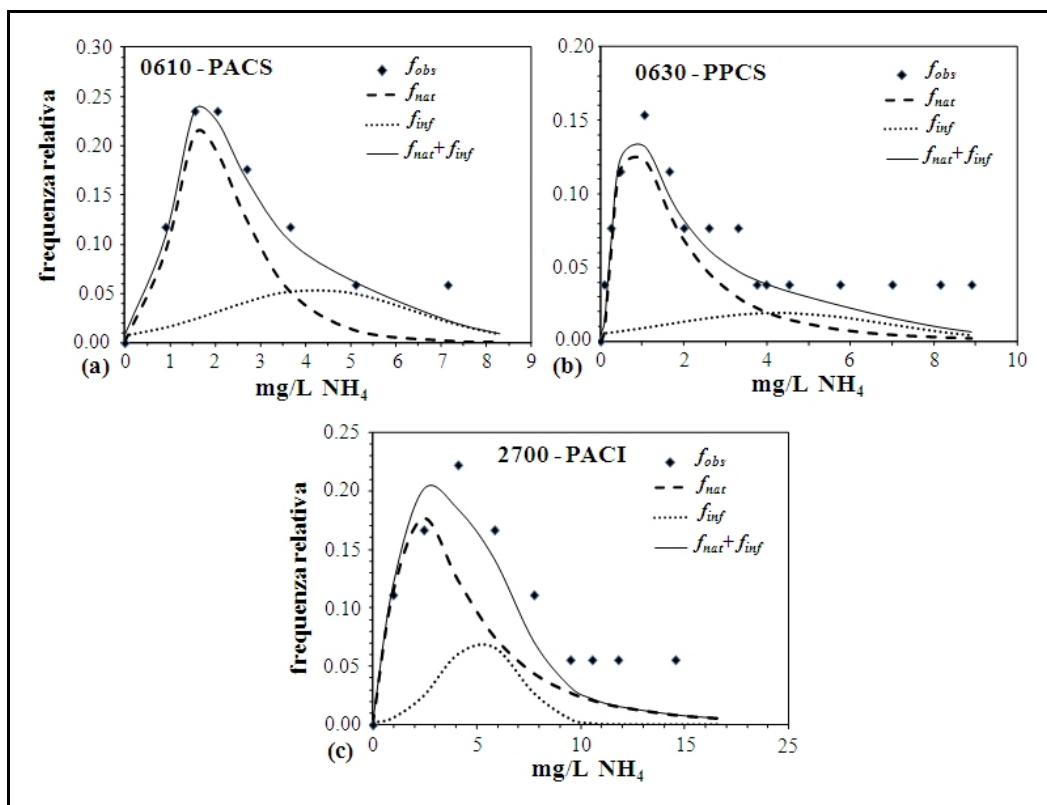 0610 - PACS
f_obs
f_nat
f_inf
f_nat+f_inf
frequenza relativa
0.30
0.25
0.20
0.15
0.10
0.05
0.00
0 1 2 3 4 5 6 7 8 9
(a)
mg/L NH₄
0630 - PPCS
f_obs
f_nat
f_inf
f_nat+f_inf
0.20
0.15
0.10
0.05
0.00
0 2 4 6 8 10
(b)
mg/L NH₄
2700 - PACI
f_obs
f_nat
f_inf
f_nat+f_inf
frequenza relativa
0.25
0.20
0.15
0.10
0.05
0.00
0 5 10 15 25
(c)
mg/L NH₄